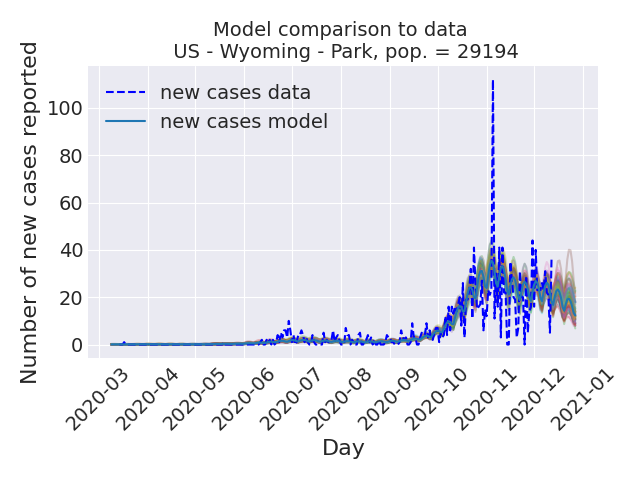 Model comparison to data
US - Wyoming - Park, pop. = 29194
Number of new cases reported
new cases data
new cases model
100
80
60
40
20
0
2020-03
2020-04
2020-05
2020-06
2020-07
2020-08
2020-09
2020-10
2020-11
2020-12
2021-01
Day